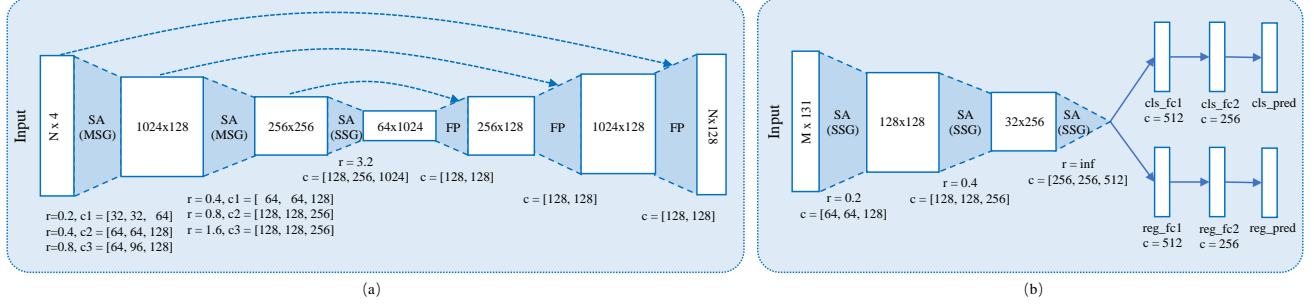 Input
N x 4
SA
(MSG)
1024x128
SA
(MSG)
256x256
SA
(SSG)
64x1024
FP
256x128
FP
1024x128
FP
Nx128
r=0.2, c1 = [32, 32, 64]
r=0.4, c2 = [64, 64, 128]
r=0.8, c3 = [64, 96, 128]
r = 0.4, c1 = [ 64, 64, 128]
r = 0.8, c2 = [128, 128, 256]
r = 1.6, c3 = [128, 128, 256]
r = 3.2
c = [128, 256, 1024]
c = [128, 128]
c = [128, 128]
c = [128, 128]
(a)
Input
M x 131
SA
(SSG)
128x128
SA
(SSG)
32x256
SA
(SSG)
r = 0.2
c = [64, 64, 128]
r = 0.4
c = [128, 128, 256]
r = inf
c = [256, 256, 512]
cls_fc1
c = 512
cls_fc2
c = 256
cls_pred
reg_fc1
c = 512
reg_fc2
c = 256
reg_pred
(b)